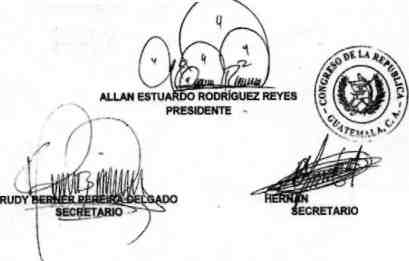 ALLAN ESTUARDO RODRÍGUEZ REYES
PRESIDENTE
CONGRESO DE LA REPUBLICA
GUATEMALA, C.A.
RUDY BERNER PEREIRA DELGADO
SECRETARIO
HERNAN
SECRETARIO